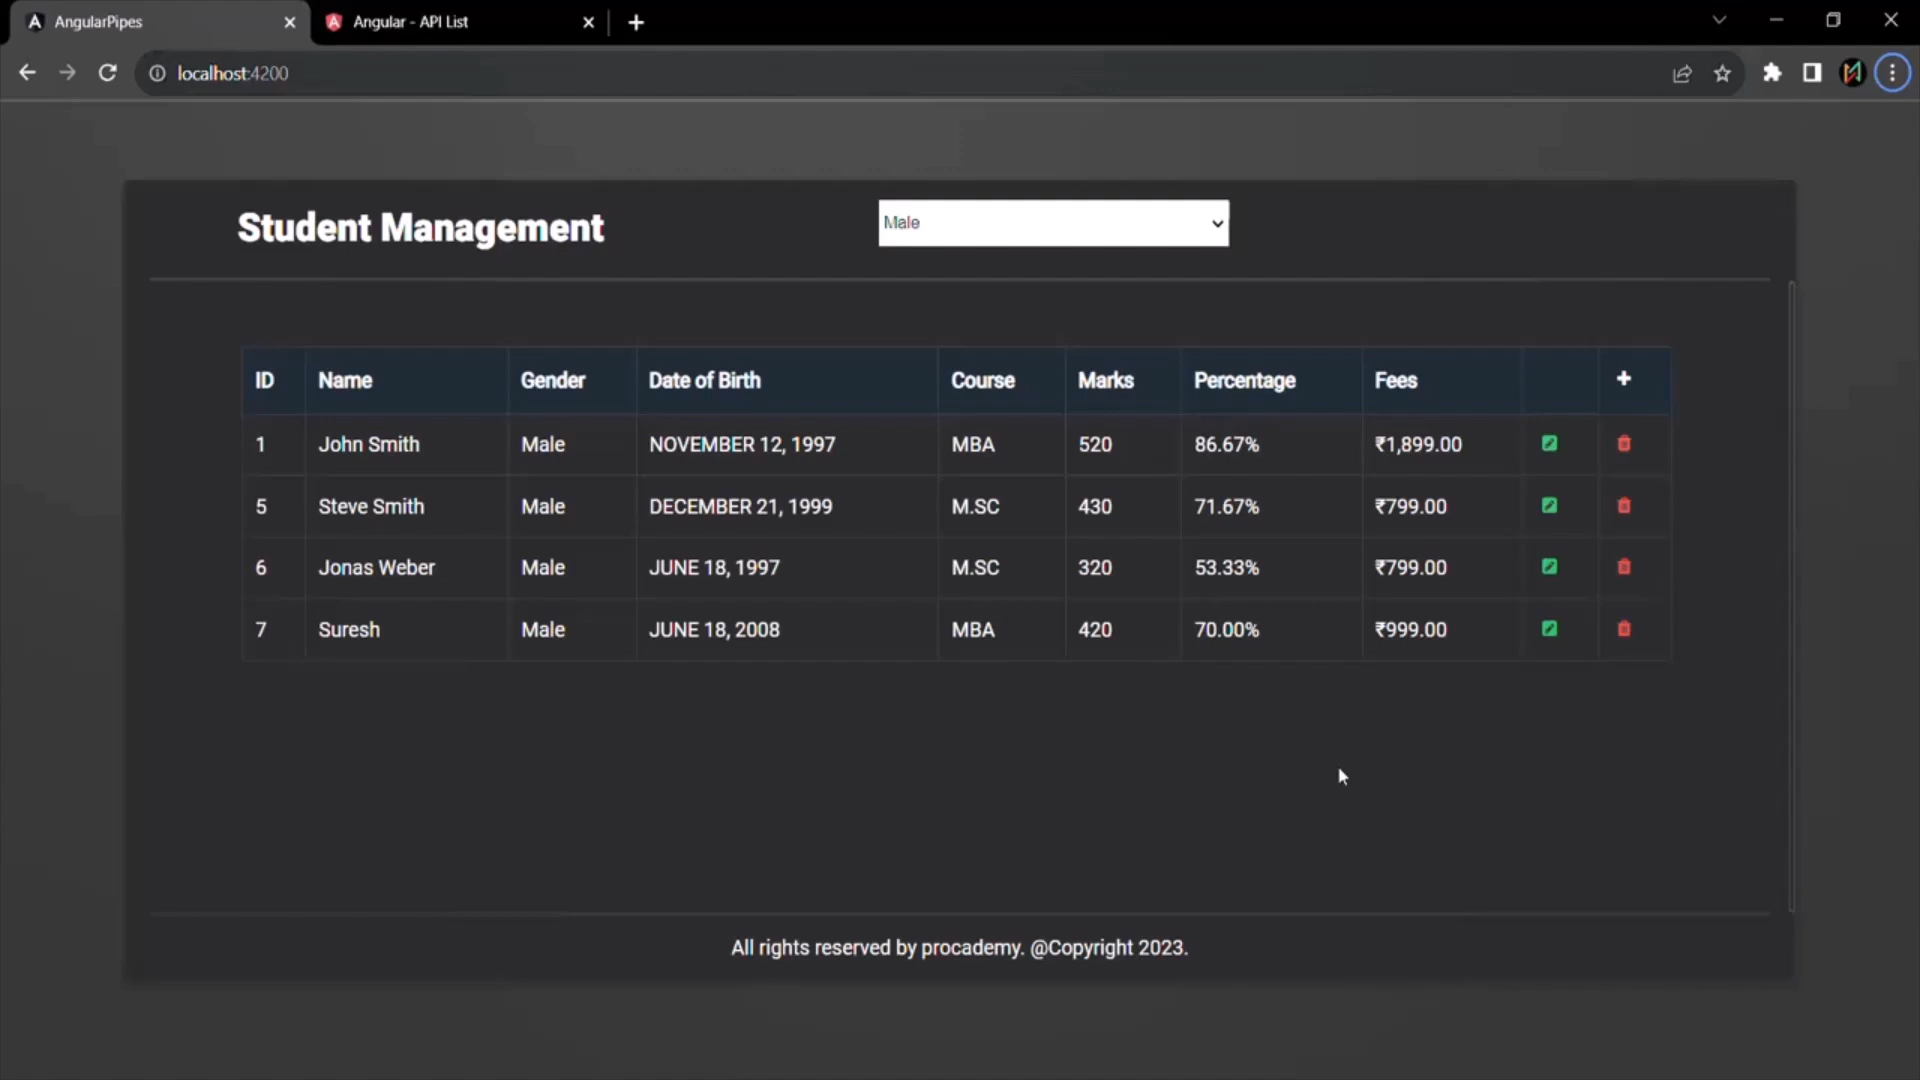 AngularPipes
Angular - API List
localhost:4200
Student Management
Male
ID Name Gender Date of Birth Course Marks Percentage Fees +
1 John Smith Male NOVEMBER 12, 1997 MBA 520 86.67% ₹1,899.00
5 Steve Smith Male DECEMBER 21, 1999 M.SC 430 71.67% ₹799.00
6 Jonas Weber Male JUNE 18, 1997 M.SC 320 53.33% ₹799.00
7 Suresh Male JUNE 18, 2008 MBA 420 70.00% ₹999.00
All rights reserved by procademy. @Copyright 2023.